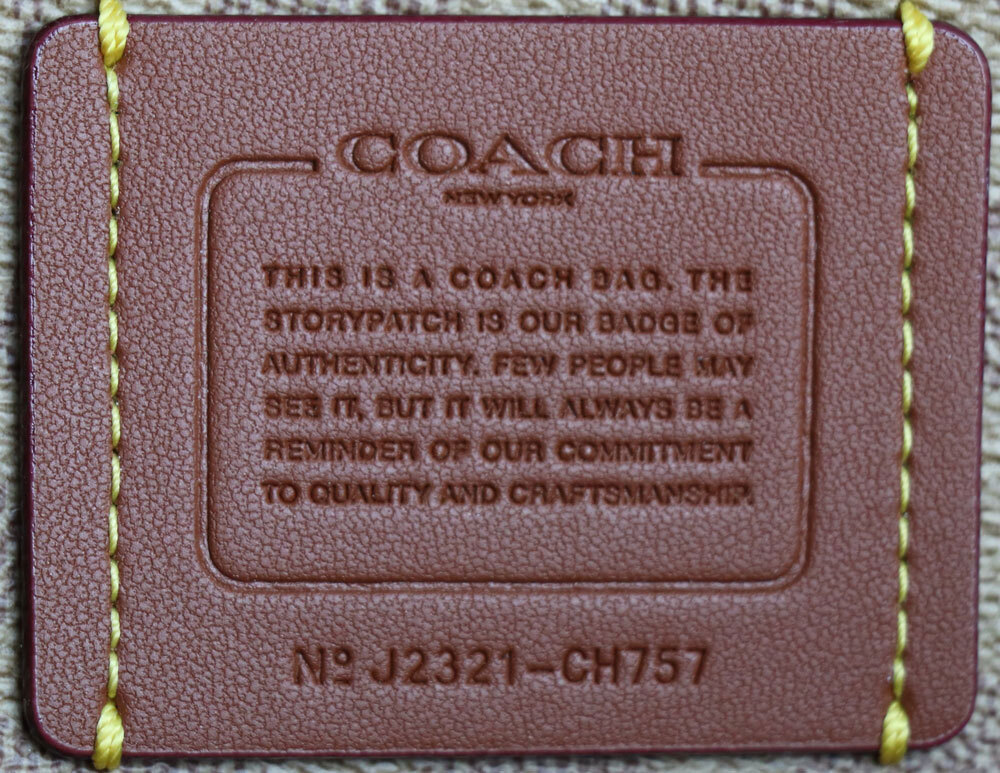 COACH
NEW YORK
THIS IS A COACH BAG. THE
STORYPATCH IS OUR BADGE OF
AUTHENTICITY. FEW PEOPLE MAY
SEE IT, BUT IT WILL ALWAYS BE A
REMINDER OF OUR COMMITMENT
TO QUALITY AND CRAFTSMANSHIP.
Nº J2321-CH757